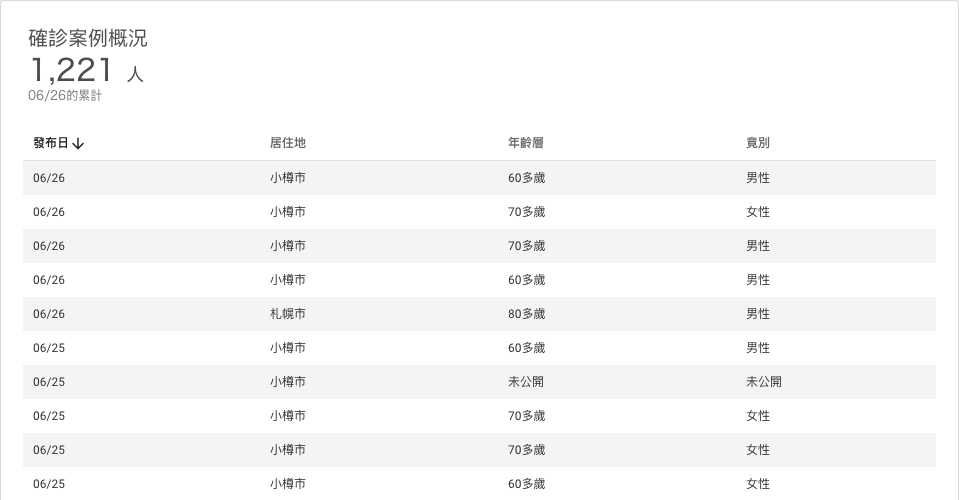 確診案例概況
1,221 人
06/26的累計
發布日↓ 居住地 年齡層 竟別
06/26 小樽市 60多歲 男性
06/26 小樽市 70多歲 女性
06/26 小樽市 70多歲 男性
06/26 小樽市 60多歲 男性
06/26 札幌市 80多歲 男性
06/25 小樽市 60多歲 男性
06/25 小樽市 未公開 未公開
06/25 小樽市 70多歲 女性
06/25 小樽市 70多歲 女性
06/25 小樽市 60多歲 女性